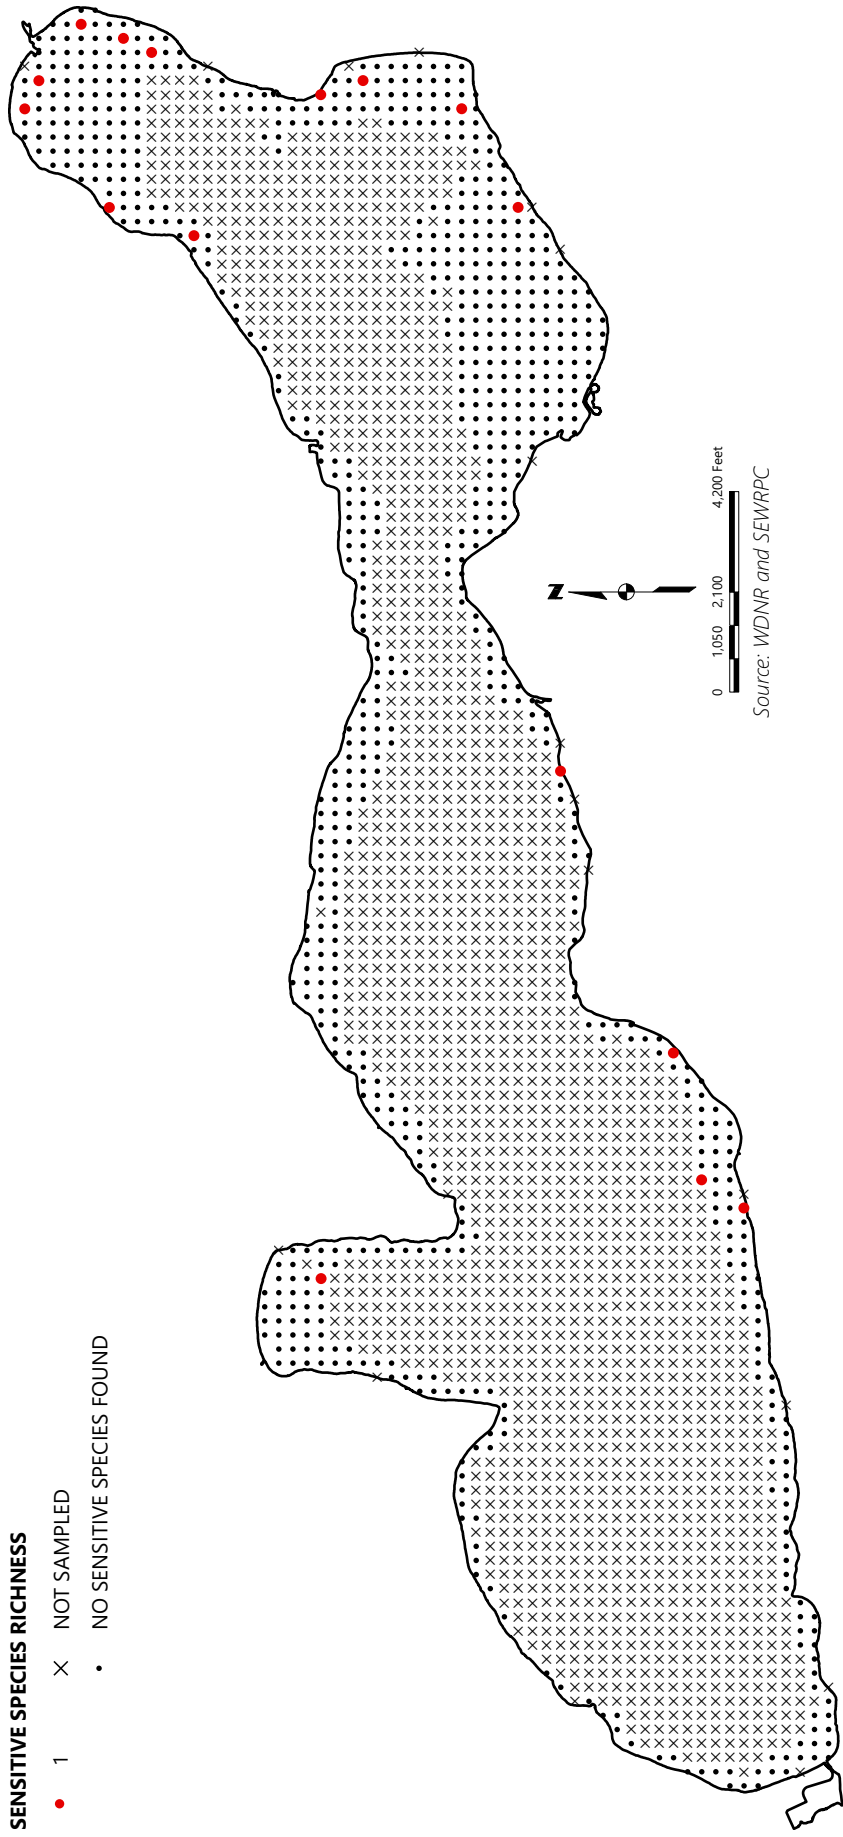 SENSITIVE SPECIES RICHNESS
1
NOT SAMPLED
NO SENSITIVE SPECIES FOUND
N
0 1,050 2,100 4,200 Feet
Source: WDNR and SEWRPC